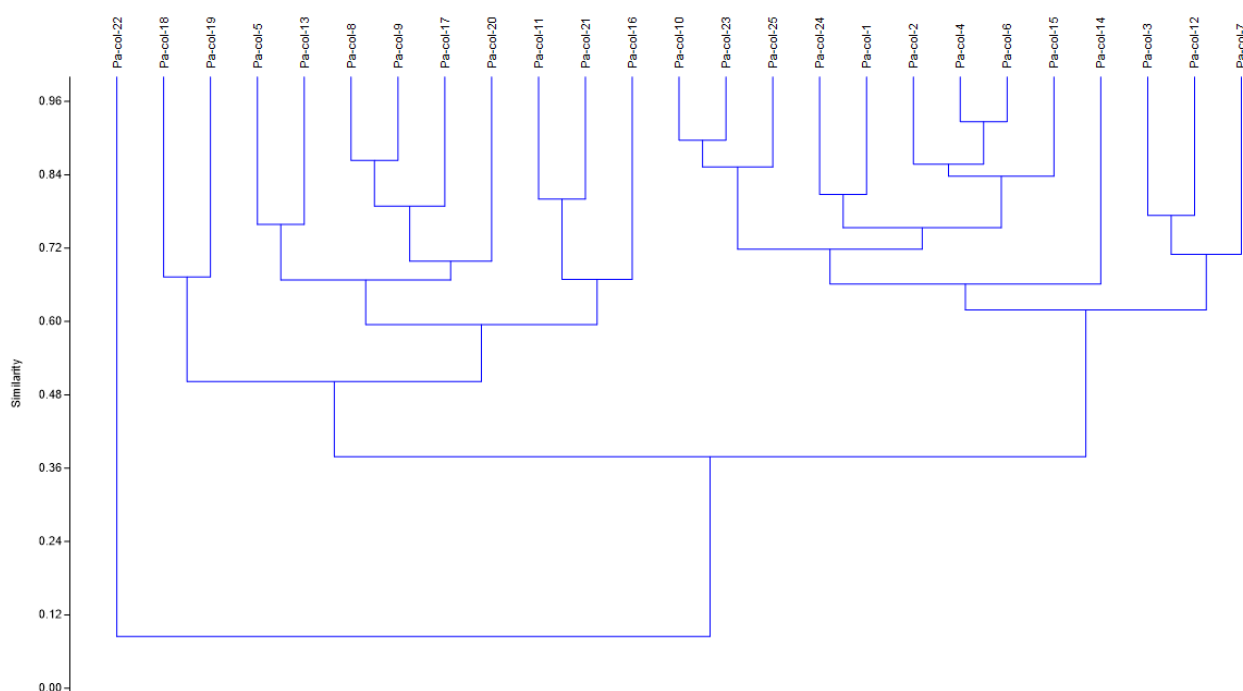 Pa-col-22
Pa-col-18
Pa-col-19
Pa-col-5
Pa-col-13
Pa-col-8
Pa-col-9
Pa-col-17
Pa-col-20
Pa-col-11
Pa-col-21
Pa-col-16
Pa-col-10
Pa-col-23
Pa-col-25
Pa-col-24
Pa-col-1
Pa-col-2
Pa-col-4
Pa-col-6
Pa-col-15
Pa-col-14
Pa-col-3
Pa-col-12
Pa-col-7
0.96
0.84
0.72
0.60
0.48
0.36
0.24
0.12
0.00
Similarity